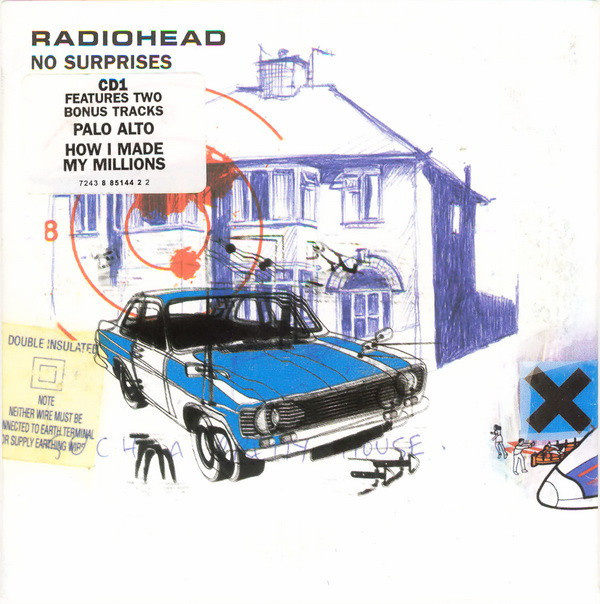 RADIOHEAD
NO SURPRISES
CD1
FEATURES TWO
BONUS TRACKS
PALO ALTO
HOW I MADE
MY MILLIONS
7243 8 85144 2 2
8
DOUBLE INSULATED
NOTE
NEITHER WIRE MUST BE
NNECTED TO EARTH TERMINAL
OR SUPPLY EARTHING WIRE
HOUSE
X